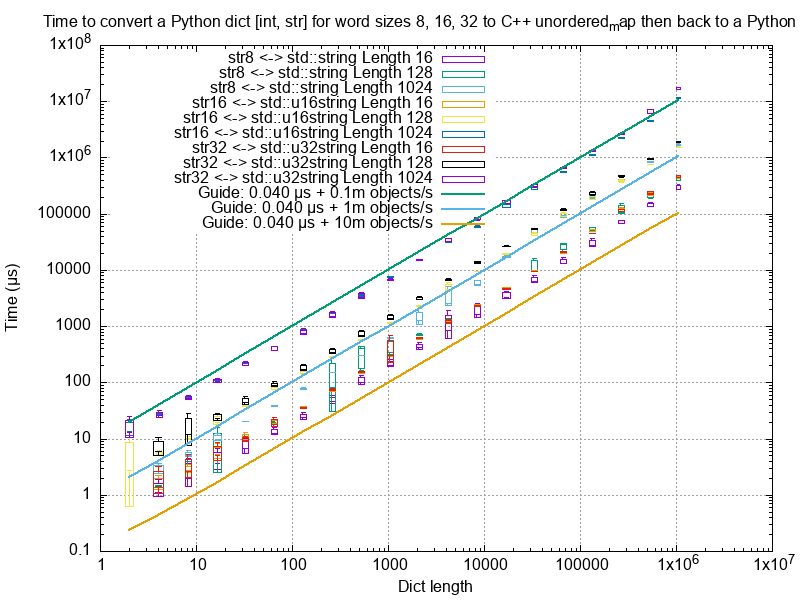 Time to convert a Python dict [int, str] for word sizes 8, 16, 32 to C++ unordered_map then back to a Python
1x10^8
1x10^7
1x10^6
100000
10000
1000
100
10
1
0.1
Time (µs)
str8 <-> std::string Length 16
str8 <-> std::string Length 128
str8 <-> std::string Length 1024
str16 <-> std::u16string Length 16
str16 <-> std::u16string Length 128
str16 <-> std::u16string Length 1024
str32 <-> std::u32string Length 16
str32 <-> std::u32string Length 128
str32 <-> std::u32string Length 1024
Guide: 0.040 µs + 0.1m objects/s
Guide: 0.040 µs + 1m objects/s
Guide: 0.040 µs + 10m objects/s
1 10 100 1000 10000 100000 1x10^6 1x10^7
Dict length